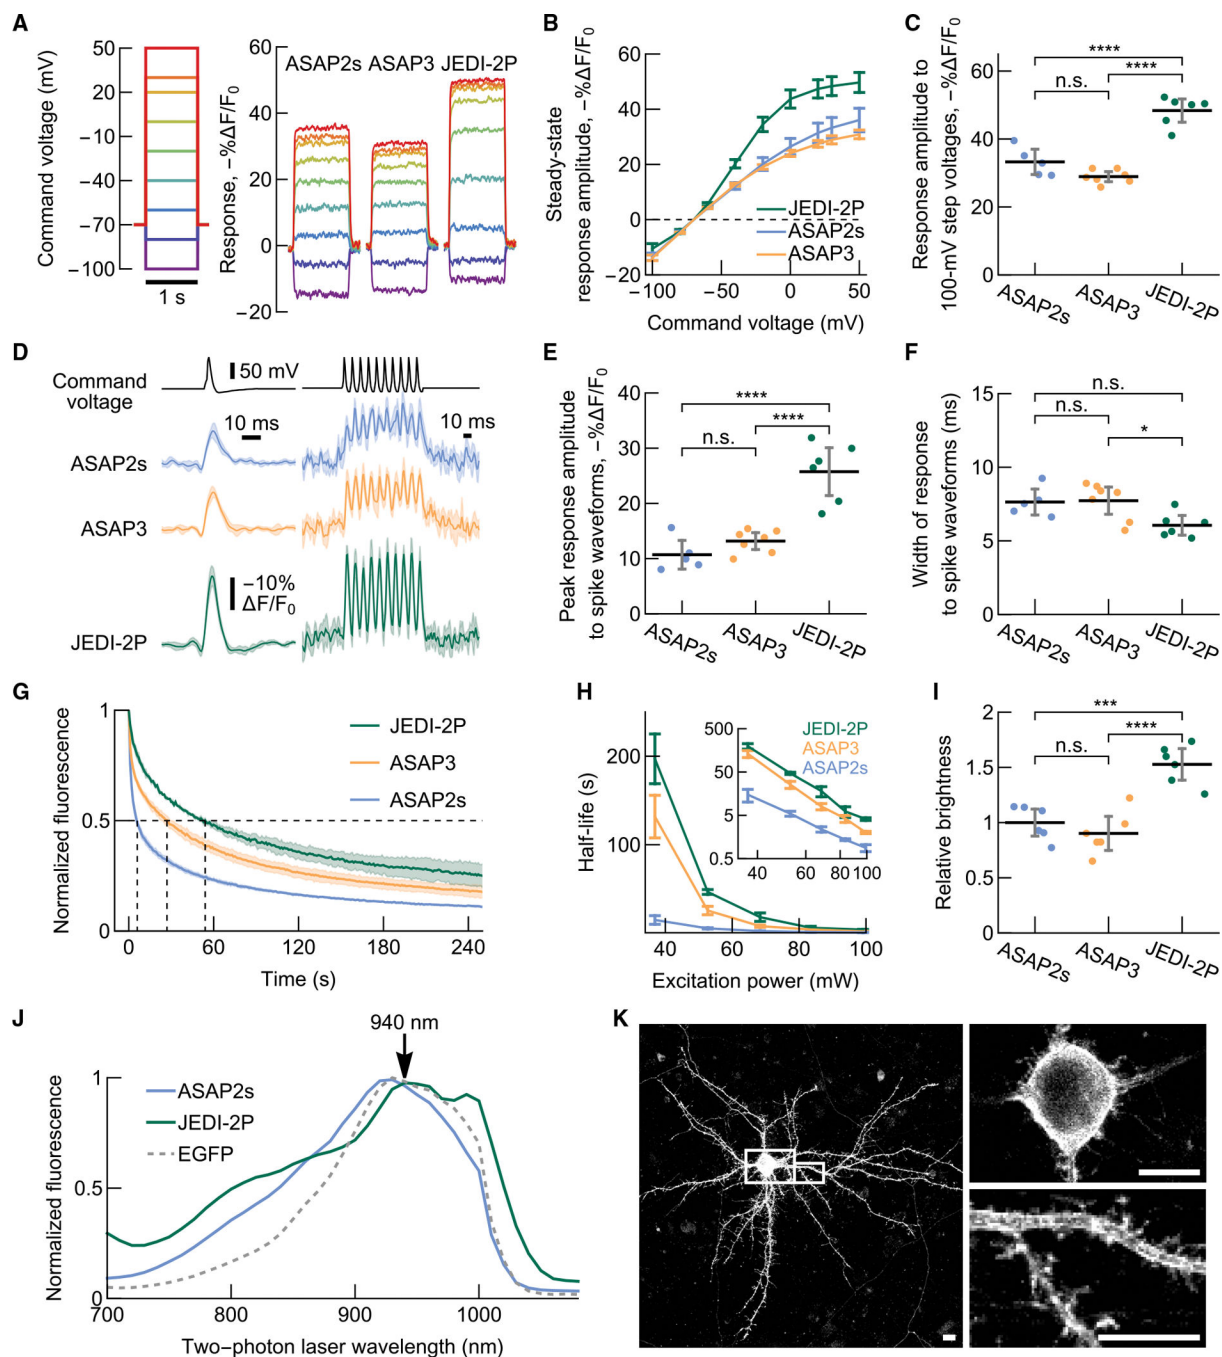 A
Command voltage (mV)
50
20
−10
−40
−70
−100
1 s
Response, −%ΔF/F0
60
40
20
0
−20
ASAP2s ASAP3 JEDI-2P
B
Steady-state
response amplitude, −%ΔF/F0
60
40
20
0
−20
−100
−50
0
50
Command voltage (mV)
JEDI-2P
ASAP2s
ASAP3
C
Response amplitude to
100-mV step voltages, −%ΔF/F0
60
40
20
0
****
****
n.s.
ASAP2s
ASAP3
JEDI-2P
D
Command
voltage
50 mV
10 ms
10 ms
ASAP2s
ASAP3
−10%
ΔF/F0
JEDI-2P
E
Peak response amplitude
to spike waveforms, −%ΔF/F0
40
30
20
10
0
****
****
n.s.
ASAP2s
ASAP3
JEDI-2P
F
Width of response
to spike waveforms (ms)
15
10
5
0
n.s.
n.s.
*
ASAP2s
ASAP3
JEDI-2P
G
Normalized fluorescence
1
0.5
0
0
60
120
180
240
Time (s)
JEDI-2P
ASAP3
ASAP2s
H
Half-life (s)
200
100
40
60
80
100
Excitation power (mW)
500
50
5
0.5
40
60
80 100
JEDI-2P
ASAP3
ASAP2s
I
Relative brightness
2
1.5
1
0.5
0
***
****
n.s.
ASAP2s
ASAP3
JEDI-2P
J
940 nm
Normalized fluorescence
1
0.5
0
700
800
900
1000
Two−photon laser wavelength (nm)
ASAP2s
JEDI-2P
EGFP
K